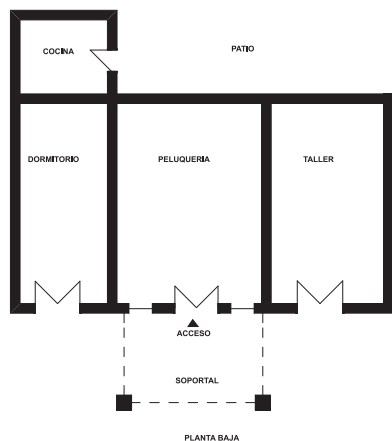 COCINA
PATIO
DORMITORIO
PELUQUERIA
TALLER
ACCESO
SOPORTAL
PLANTA BAJA